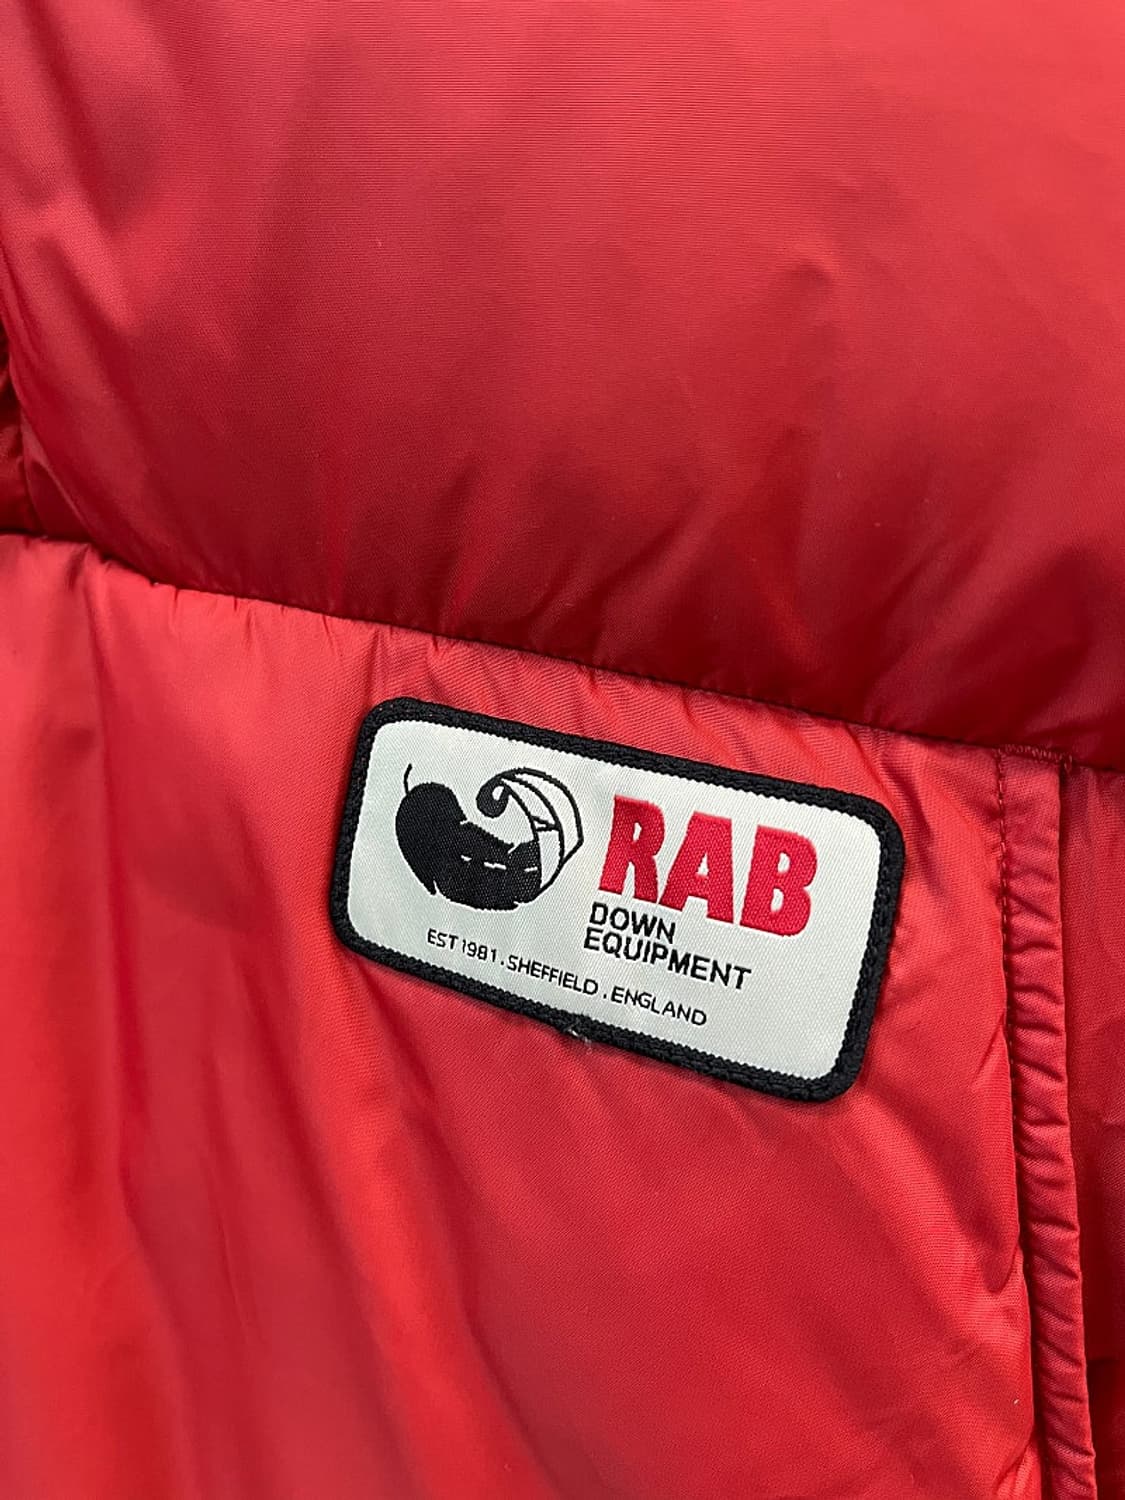 RAB
DOWN
EQUIPMENT
EST 1981 . SHEFFIELD . ENGLAND